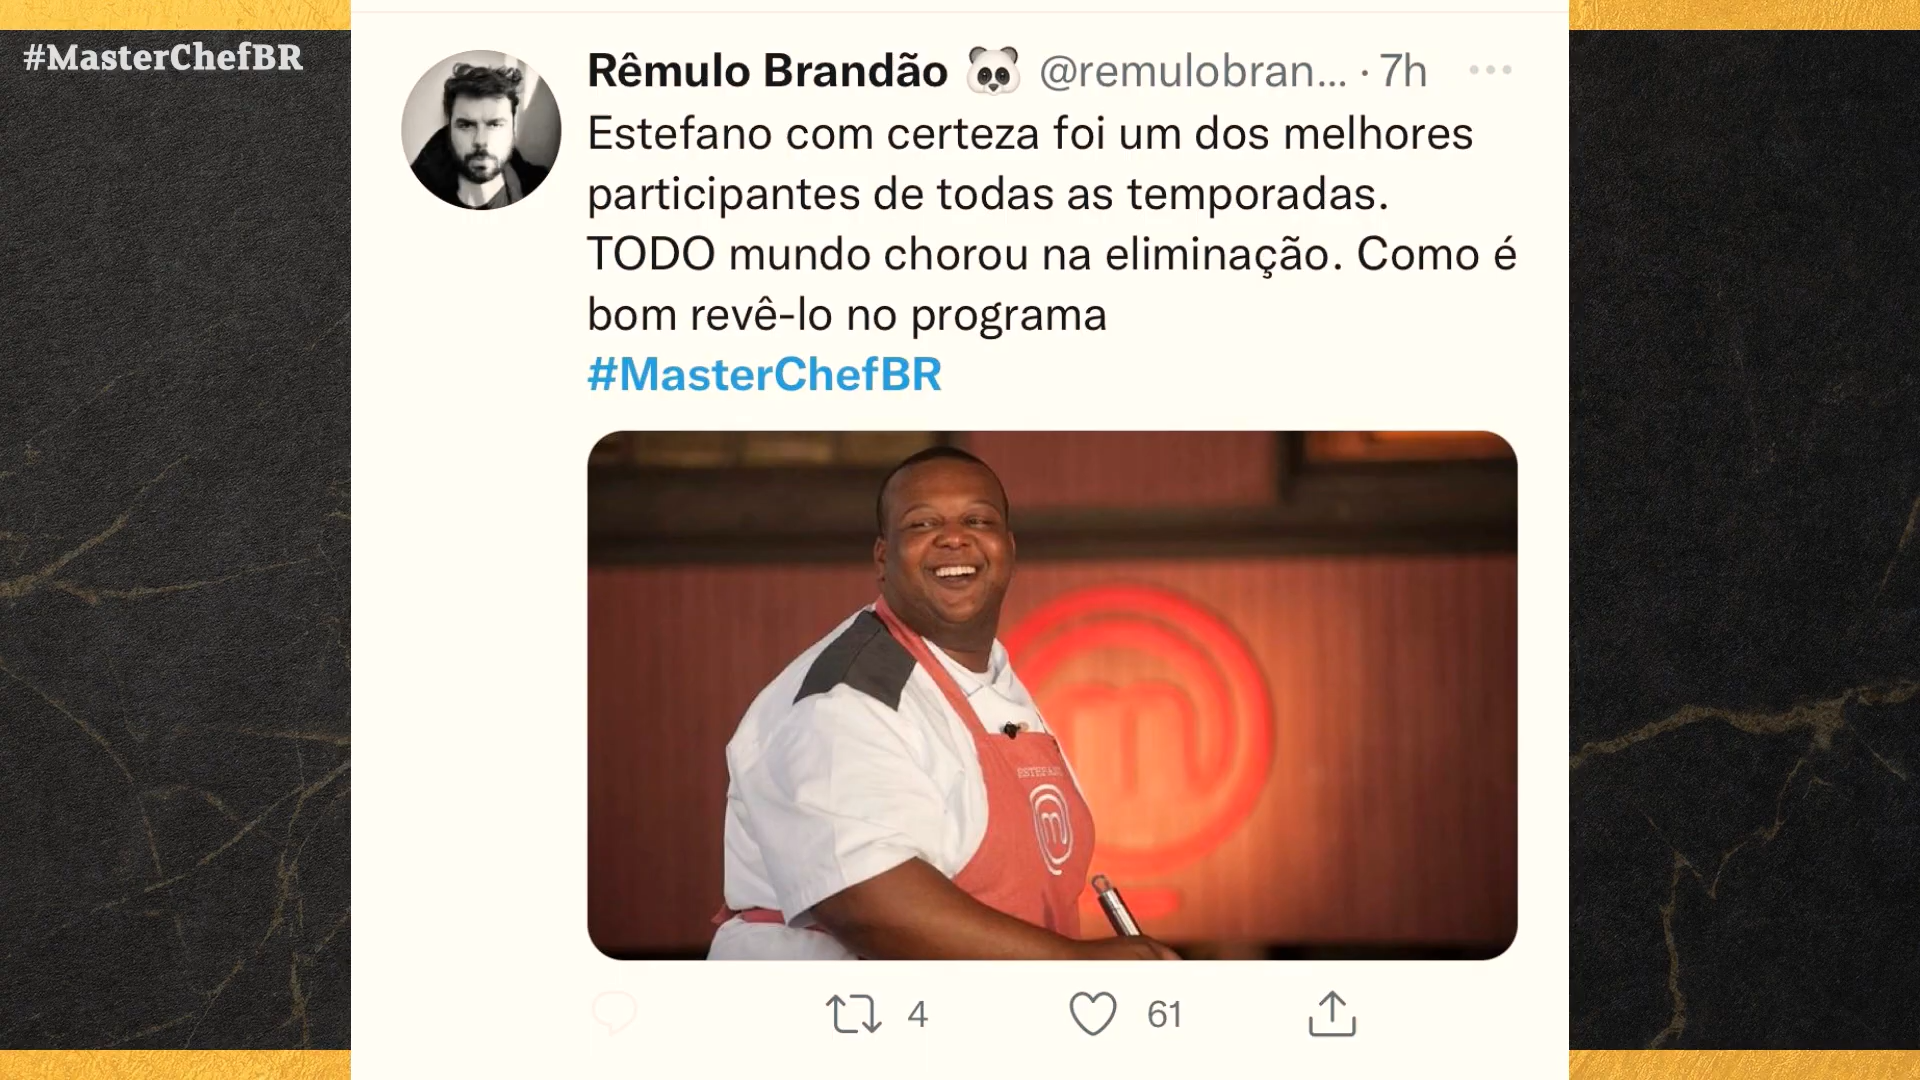 #MasterChefBR
Rêmulo Brandão 🐼 @remulobran... · 7h
Estefano com certeza foi um dos melhores
participantes de todas as temporadas.
TODO mundo chorou na eliminação. Como é
bom revê-lo no programa
#MasterChefBR
m
m
4
61